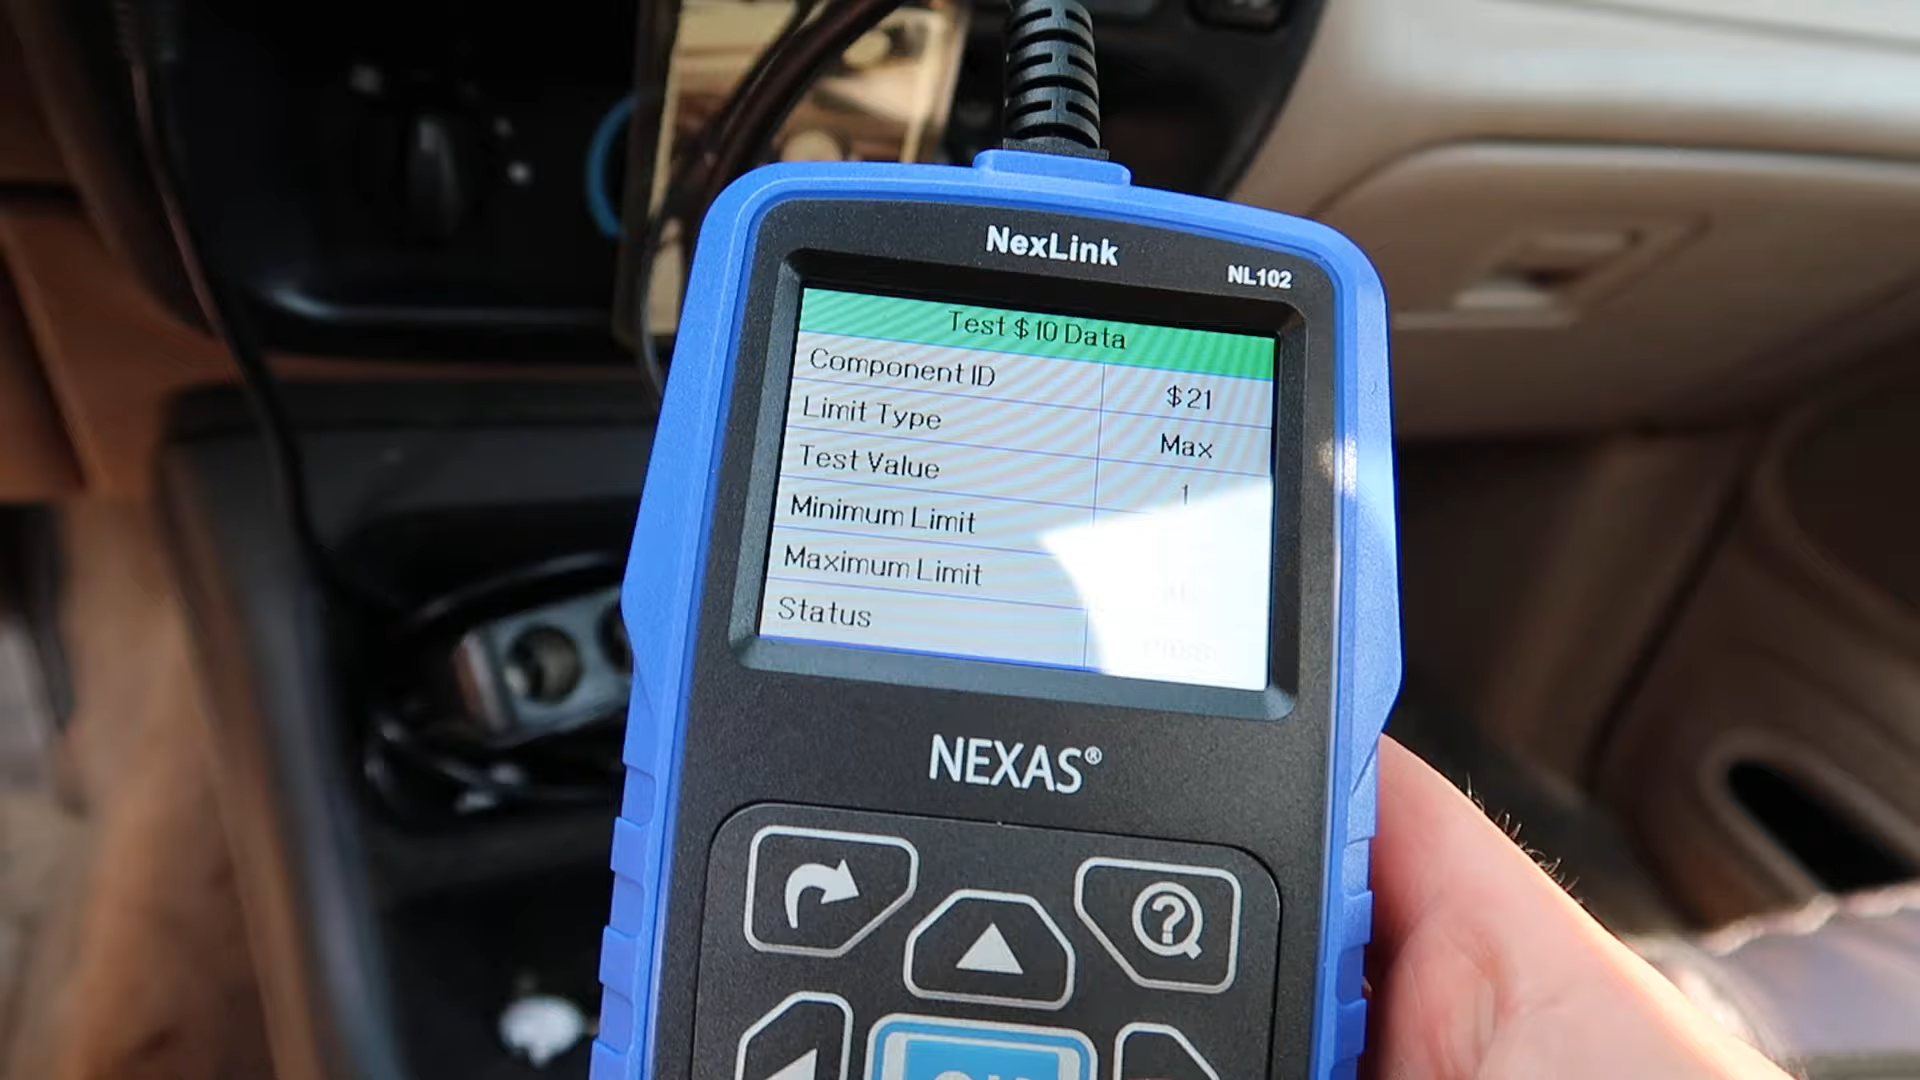 NexLink
NL102
Test $10 Data
Component ID $21
Limit Type Max
Test Value 1
Minimum Limit
Maximum Limit
Status
NEXAS®
?